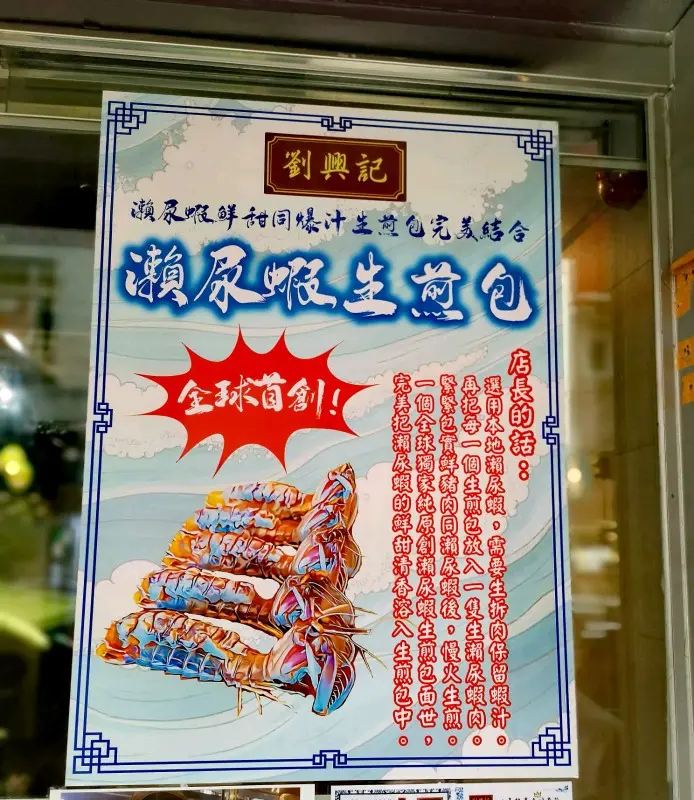 劉興記
瀨尿蝦鮮甜同爆汁生煎包完美結合
瀨尿蝦生煎包
全球首創！
店長的話：
選用本地瀨尿蝦，需要生拆肉保留蝦汁。
再把每一個生煎包放入一隻生瀨尿蝦肉。
緊緊包實鮮豬肉同瀨尿蝦後，慢火生煎。
一個全球獨家純原創瀨尿蝦生煎包面世，
完美把瀨尿蝦的鮮甜清香溶入生煎包中。